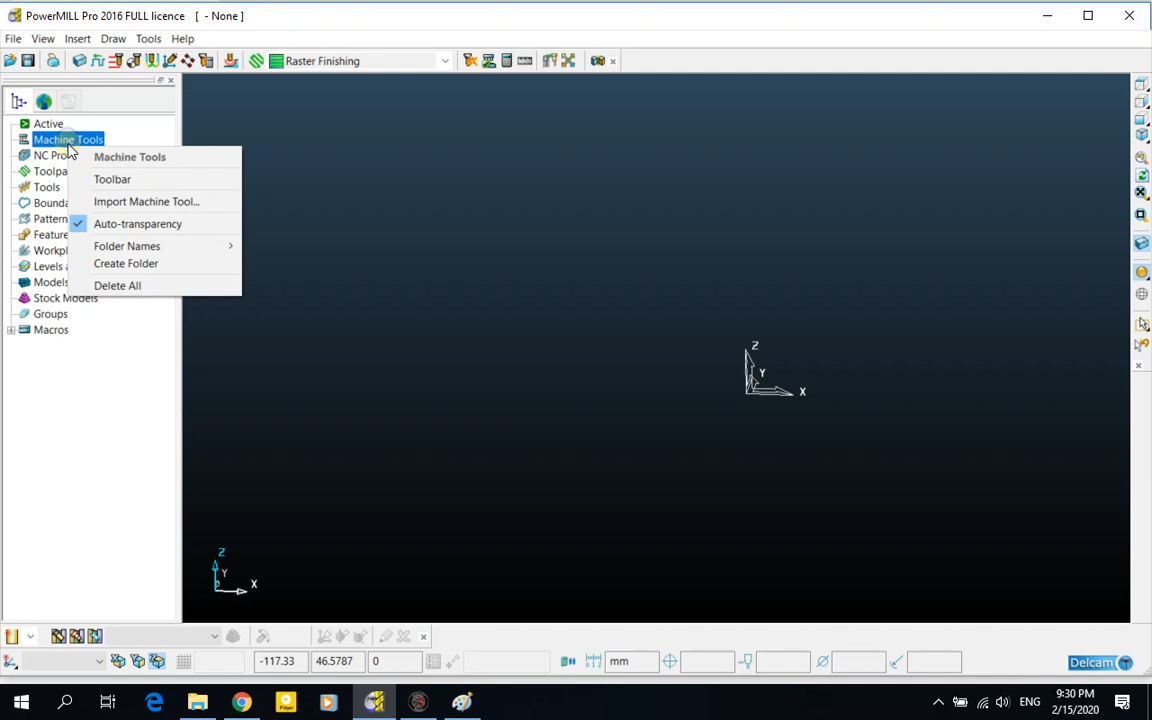 PowerMILL Pro 2016 FULL licence [ - None ]
File View Insert Draw Tools Help
Raster Finishing
Active
Machine Tools
NC Pro
Toolpa
Tools
Bounda
Pattern
Feature
Workpl
Levels a
Models
Stock Models
Groups
Macros
Machine Tools
Toolbar
Import Machine Tool...
Auto-transparency
Folder Names
Create Folder
Delete All
Z
Y
X
Z
Y
X
-117.33 46.5787 0 mm Delcam
Player
ENG
9:30 PM
2/15/2020